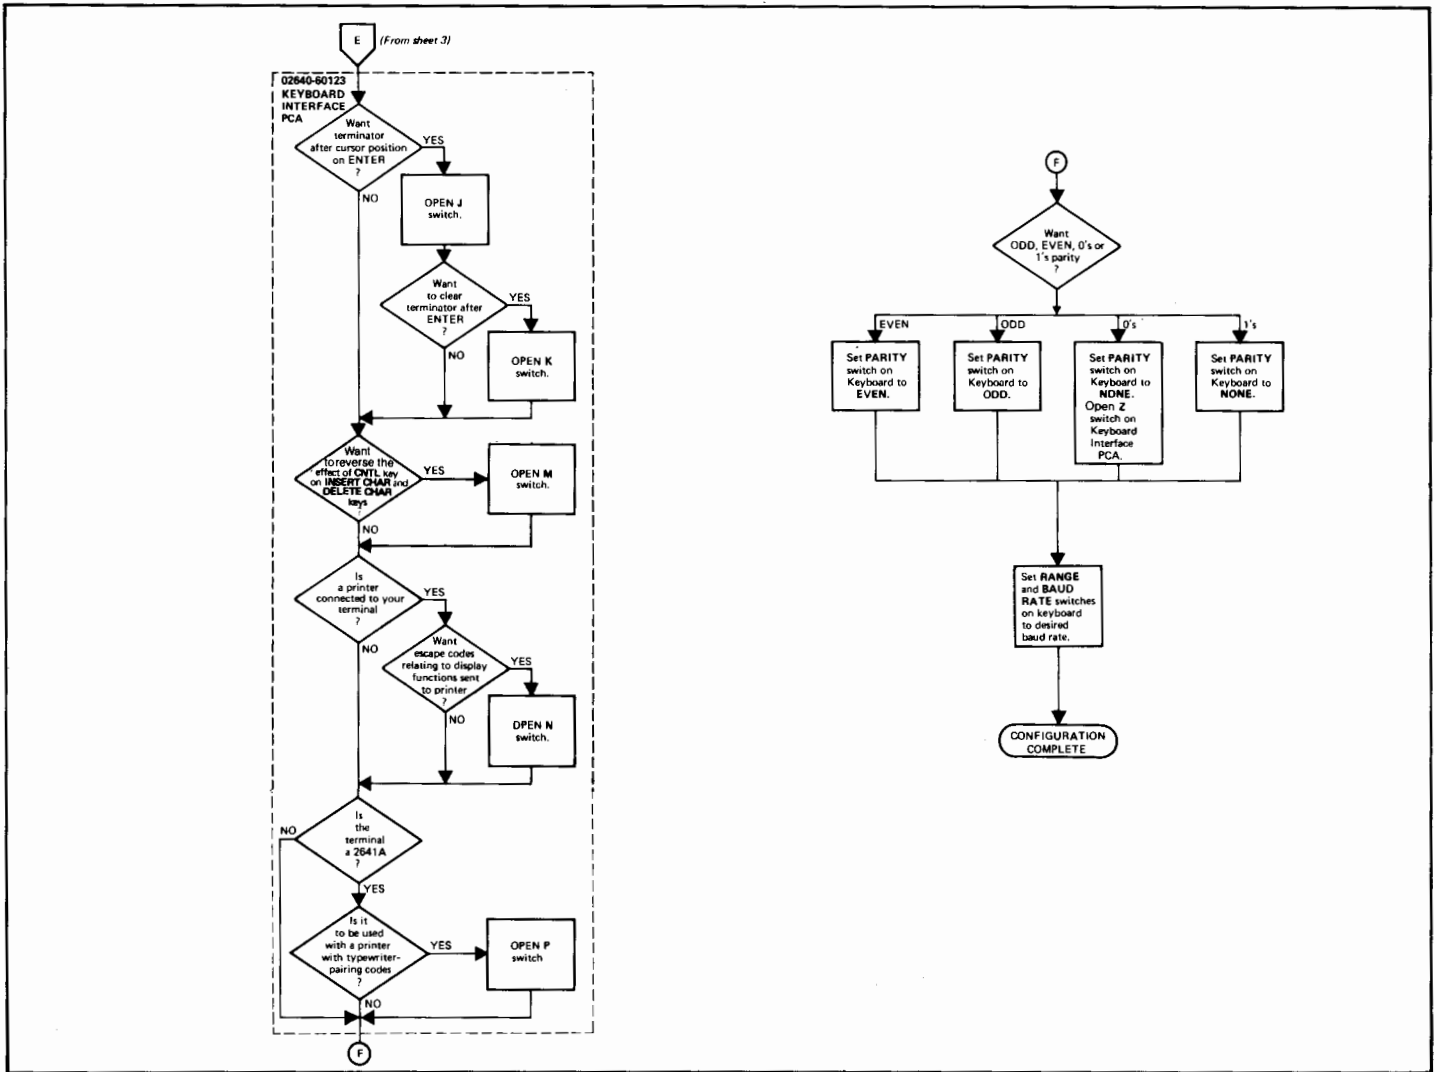 E
(From sheet 3)
02640-60123
KEYBOARD
INTERFACE
PCA
Want
terminator
after cursor position
on ENTER
?
YES
NO
OPEN J
switch.
Want
to clear
terminator after
ENTER
?
YES
NO
OPEN K
switch.
Want
to reverse the
effect of CNTL key
on INSERT CHAR and
DELETE CHAR
keys
?
YES
NO
OPEN M
switch.
Is
a printer
connected to your
terminal
?
YES
NO
Want
escape codes
relating to display
functions sent
to printer
?
YES
NO
OPEN N
switch.
Is
the
terminal
a 2641A
?
NO
YES
Is it
to be used
with a printer
with typewriter-
pairing codes
?
YES
NO
OPEN P
switch
F
F
Want
ODD, EVEN, 0's or
1's parity
?
EVEN
ODD
0's
1's
Set PARITY
switch on
Keyboard to
EVEN.
Set PARITY
switch on
Keyboard to
ODD.
Set PARITY
switch on
Keyboard to
NONE.
Open Z
switch on
Keyboard
Interface
PCA.
Set PARITY
switch on
Keyboard to
NONE.
Set RANGE
and BAUD
RATE switches
on keyboard
to desired
baud rate.
CONFIGURATION
COMPLETE